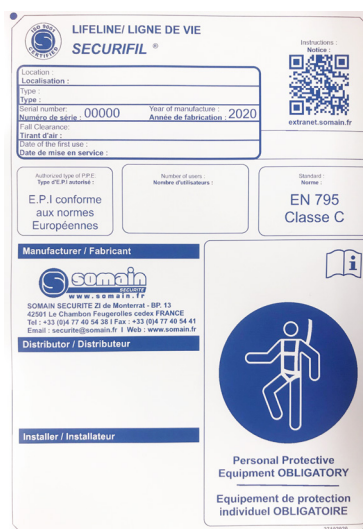 ISO 9001
CERTIFIED
LIFELINE/ LIGNE DE VIE
SECURIFIL ®
Instructions :
Notice :
extranet.somain.fr
Location :
Localisation :
Type :
Type :
Serial number:
Numéro de série : 00000
Year of manufacture :
Année de fabrication : 2020
Fall Clearance:
Tirant d'air :
Date of the first use :
Date de mise en service :
Authorized type of P.P.E:
Type d'E.P.I autorisé :
E.P.I conforme
aux normes
Européennes
Number of users :
Nombre d'utilisateurs :
Standard :
Norme :
EN 795
Classe C
Manufacturer / Fabricant
somain
SECURITE
www.somain.fr
SOMAIN SECURITE ZI de Monterrat - BP. 13
42501 Le Chambon Feugerolles cedex FRANCE
Tel : +33 (0)4 77 40 54 38 I Fax : +33 (0)4 77 40 54 41
Email : securite@somain.fr I Web : www.somain.fr
Distributor / Distributeur
Installer / Installateur
i
Personal Protective
Equipment OBLIGATORY
Equipement de protection
individuel OBLIGATOIRE